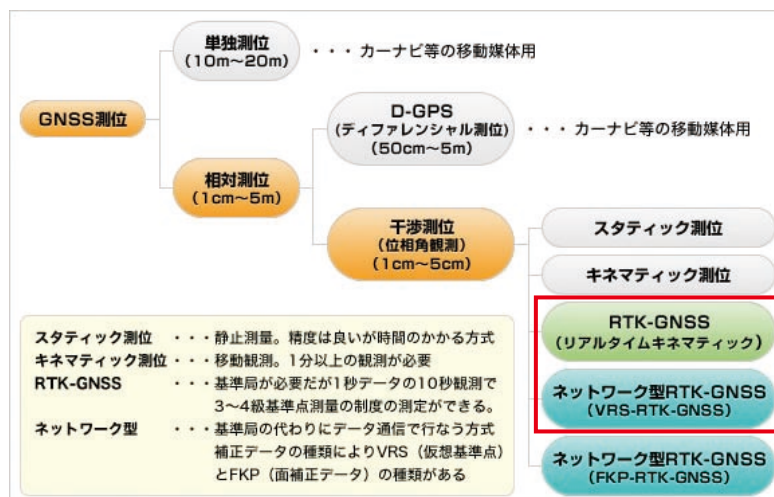 単独測位
(10m～20m)
・・・ カーナビ等の移動媒体用
GNSS測位
D-GPS
(ディファレンシャル測位)
(50cm～5m)
・・・ カーナビ等の移動媒体用
相対測位
(1cm～5m)
干渉測位
(位相角観測)
(1cm～5cm)
スタティック測位
キネマティック測位
RTK-GNSS
(リアルタイムキネマティック)
ネットワーク型RTK-GNSS
(VRS-RTK-GNSS)
ネットワーク型RTK-GNSS
(FKP-RTK-GNSS)
スタティック測位 ・・・静止測量。精度は良いが時間のかかる方式
キネマティック測位 ・・・移動観測。1分以上の観測が必要
RTK-GNSS ・・・基準局が必要だが1秒データの10秒観測で
3～4級基準点測量の制度の測定ができる。
ネットワーク型 ・・・基準局の代わりにデータ通信で行なう方式
補正データの種類によりVRS（仮想基準点）
とFKP（面補正データ）の種類がある